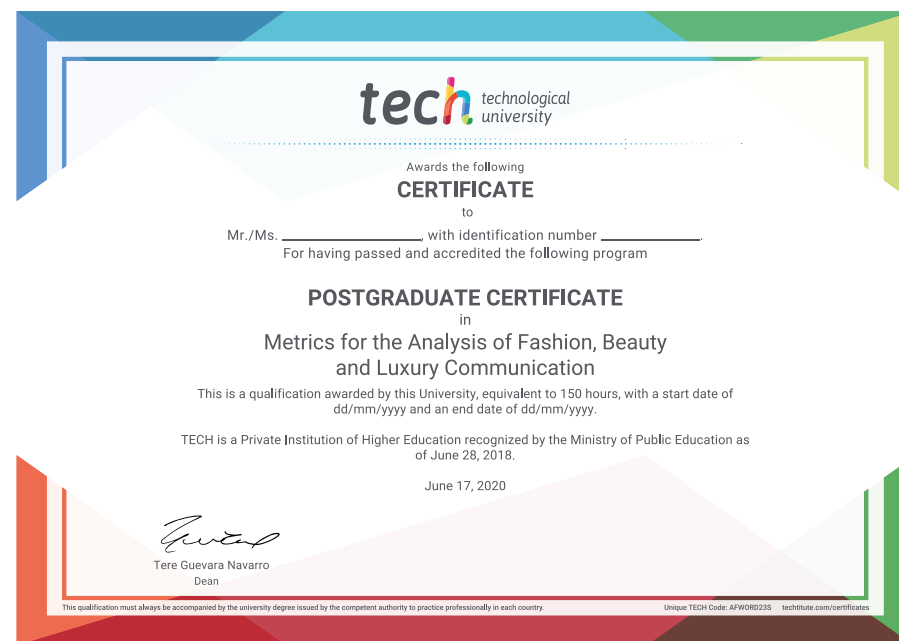 tech technological
university
Awards the following
CERTIFICATE
to
Mr./Ms. ____________________, with identification number ______________.
For having passed and accredited the following program
POSTGRADUATE CERTIFICATE
in
Metrics for the Analysis of Fashion, Beauty
and Luxury Communication
This is a qualification awarded by this University, equivalent to 150 hours, with a start date of
dd/mm/yyyy and an end date of dd/mm/yyyy.
TECH is a Private Institution of Higher Education recognized by the Ministry of Public Education as
of June 28, 2018.
June 17, 2020
Tere Guevara Navarro
Dean
This qualification must always be accompanied by the university degree issued by the competent authority to practice professionally in each country. Unique TECH Code: AFWORD23S techtitute.com/certificates